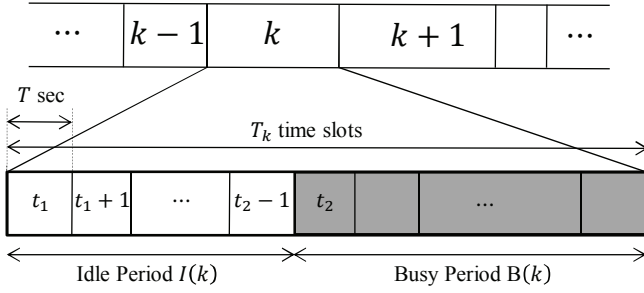 ⋯ k − 1 k k + 1 ⋯
T sec
T_k time slots
t_1 t_1 + 1 ⋯ t_2 − 1 t_2 ⋯
Idle Period I(k) Busy Period B(k)